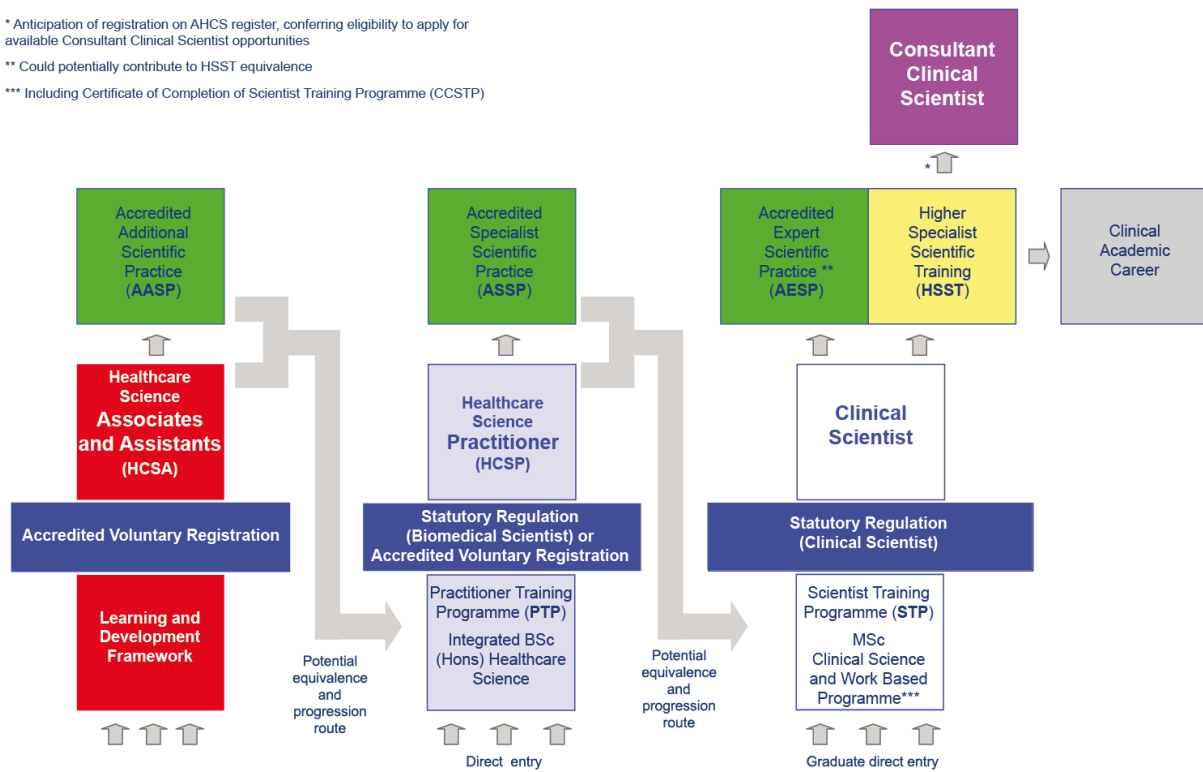 * Anticipation of registration on AHCS register, conferring eligibility to apply for
available Consultant Clinical Scientist opportunities
** Could potentially contribute to HSST equivalence
*** Including Certificate of Completion of Scientist Training Programme (CCSTP)
Consultant
Clinical
Scientist
*
Accredited
Additional
Scientific
Practice
(AASP)
Accredited
Specialist
Scientific
Practice
(ASSP)
Accredited
Expert
Scientific
Practice **
(AESP)
Higher
Specialist
Scientific
Training
(HSST)
Clinical
Academic
Career
Healthcare
Science
Associates
and Assistants
(HCSA)
Healthcare
Science
Practitioner
(HCSP)
Clinical
Scientist
Accredited Voluntary Registration
Statutory Regulation
(Biomedical Scientist) or
Accredited Voluntary Registration
Statutory Regulation
(Clinical Scientist)
Learning and
Development
Framework
Potential
equivalence
and
progression
route
Practitioner Training
Programme (PTP)
Integrated BSc
(Hons) Healthcare
Science
Direct entry
Potential
equivalence
and
progression
route
Scientist Training
Programme (STP)
MSc
Clinical Science
and Work Based
Programme***
Graduate direct entry